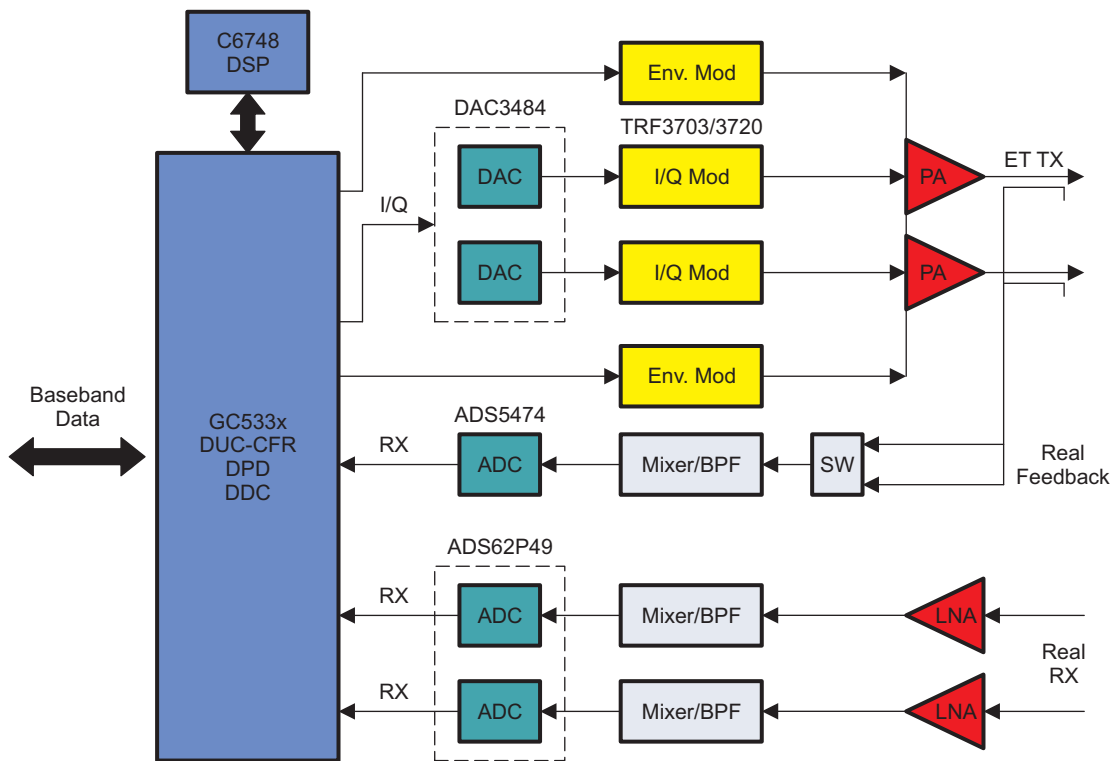 C6748
DSP
Env. Mod
DAC3484
TRF3703/3720
DAC
I/Q Mod
PA
ET TX
I/Q
DAC
I/Q Mod
PA
Env. Mod
Baseband
Data
GC533x
DUC-CFR
DPD
DDC
ADS5474
RX
ADC
Mixer/BPF
SW
Real
Feedback
ADS62P49
RX
ADC
Mixer/BPF
LNA
Real
RX
RX
ADC
Mixer/BPF
LNA